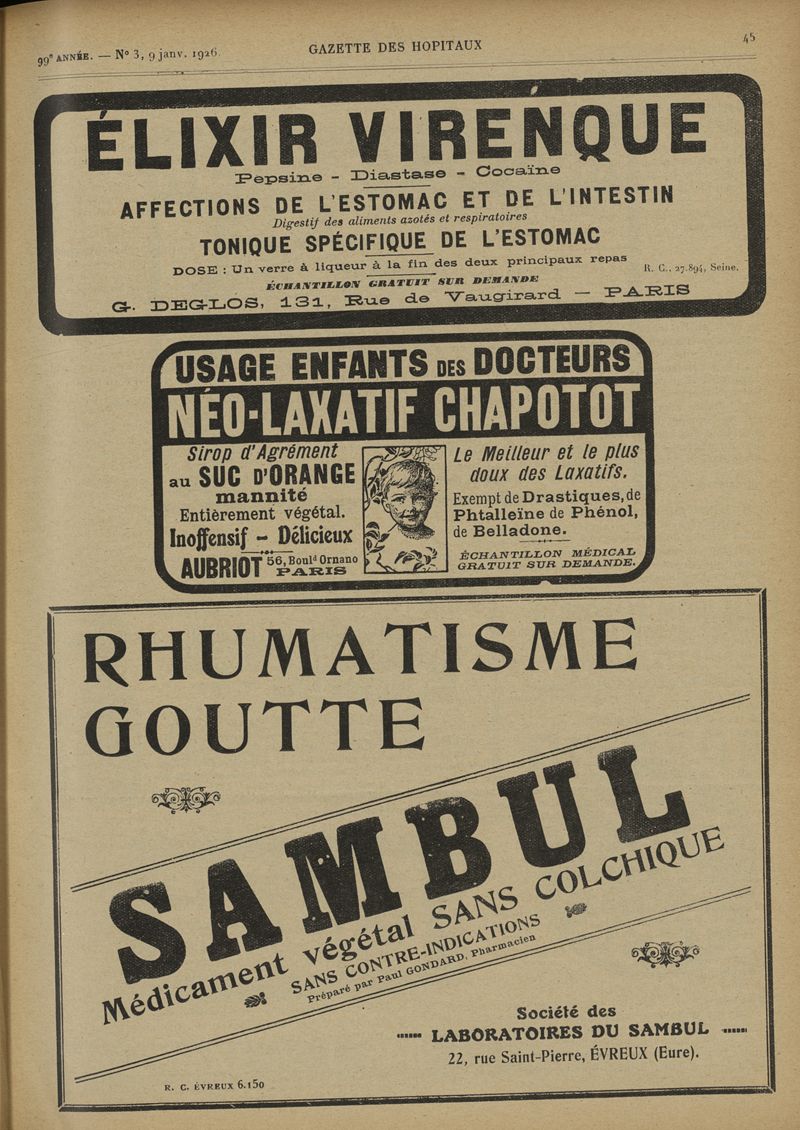 99e ANNÉE. — No 3, 9 janv. 1926.
GAZETTE DES HOPITAUX
45
ÉLIXIR VIRENQUE
Pepsine - Diastase - Cocaïne
AFFECTIONS DE L'ESTOMAC ET DE L'INTESTIN
Digestif des aliments azotés et respiratoires
TONIQUE SPÉCIFIQUE DE L'ESTOMAC
DOSE : Un verre à liqueur à la fin des deux principaux repas
R. C., 27.894, Seine.
ÉCHANTILLON GRATUIT SUR DEMANDE
G. DEGLOS, 131, Rue de Vaugirard — PARIS
USAGE ENFANTS DES DOCTEURS
NÉO-LAXATIF CHAPOTOT
Sirop d'Agrément
au SUC D'ORANGE
mannité
Entièrement végétal.
Inoffensif - Délicieux
AUBRIOT 56, Bould Ornano
PARIS
Le Meilleur et le plus
doux des Laxatifs.
Exempt de Drastiques, de
Phtalleïne de Phénol,
de Belladone.
ÉCHANTILLON MÉDICAL
GRATUIT SUR DEMANDE.
RHUMATISME
GOUTTE
SAMBUL
Médicament végétal SANS COLCHIQUE
SANS CONTRE-INDICATIONS
Préparé par Paul GONDARD, Pharmacien
Société des
LABORATOIRES DU SAMBUL
22, rue Saint-Pierre, ÉVREUX (Eure).
R. C. ÉVREUX 6.150